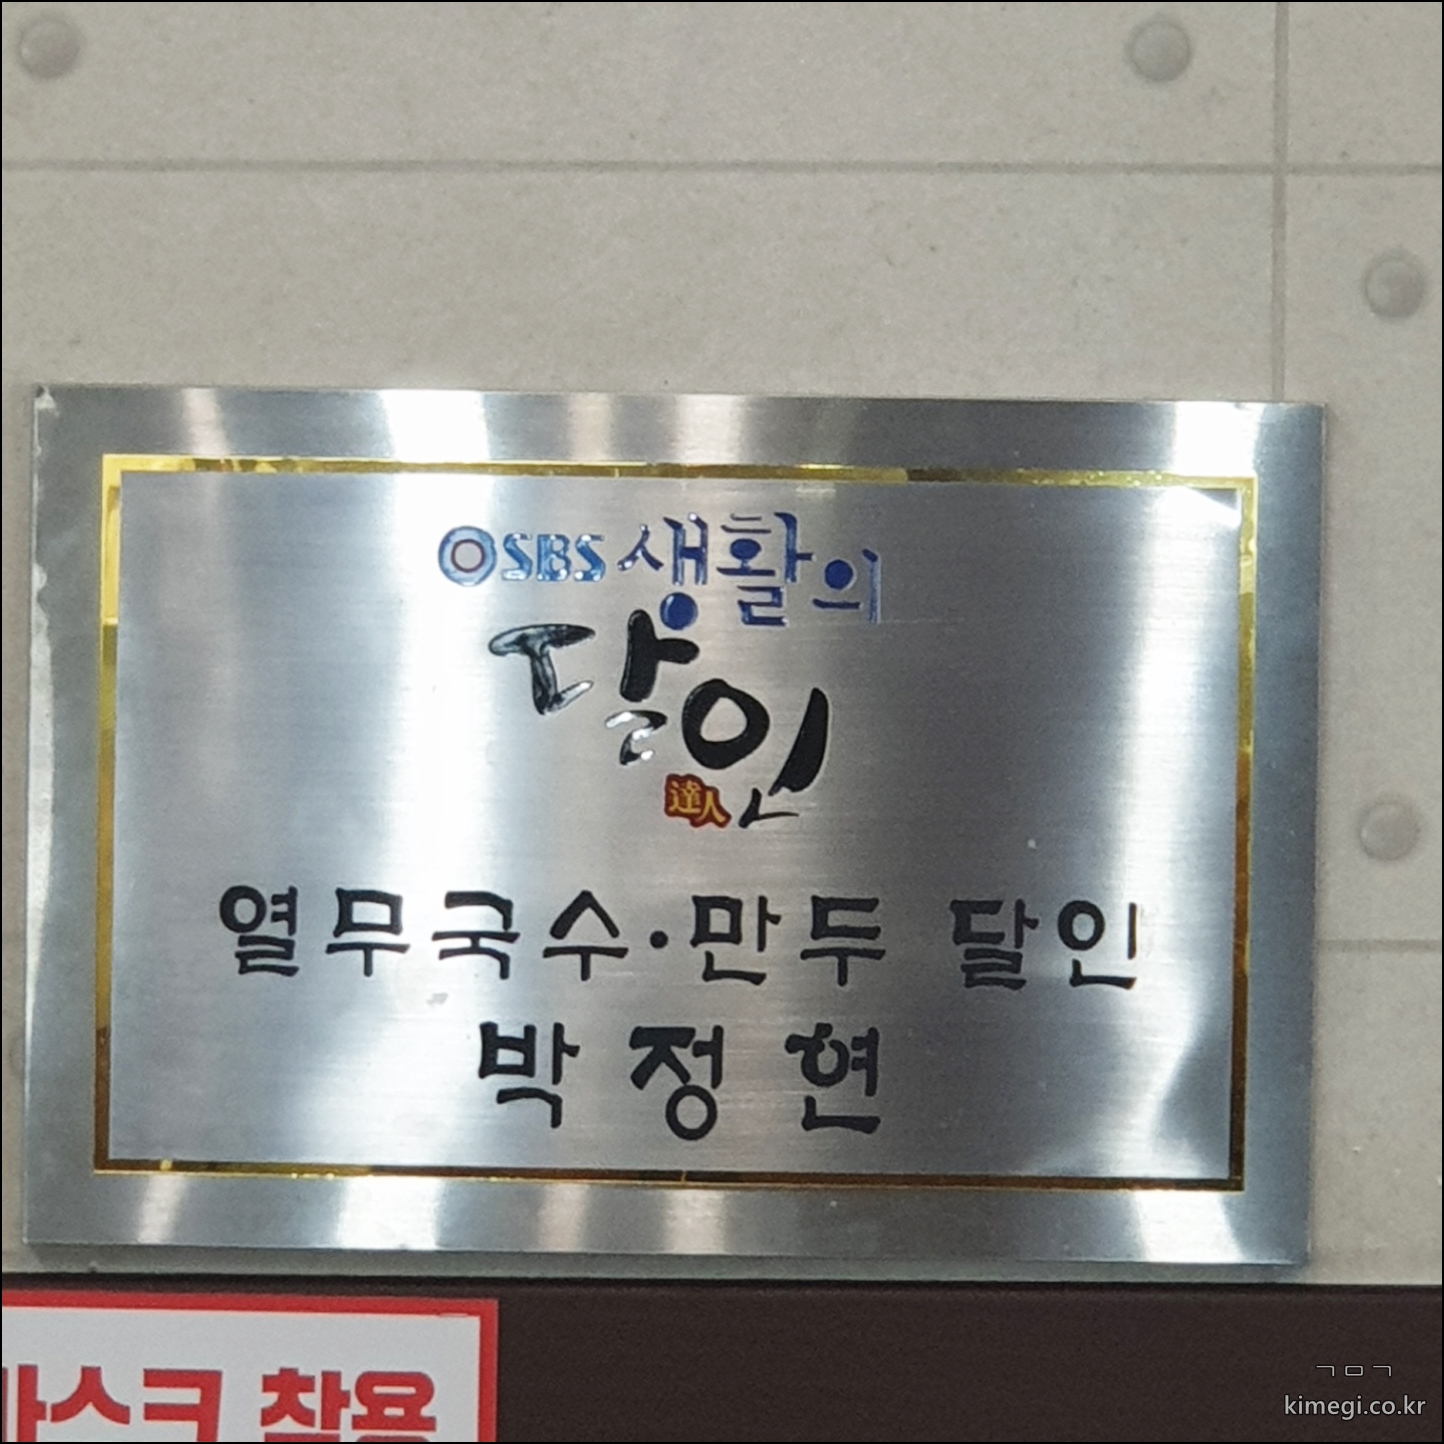 SBS 생활의
달인
達人
열무국수·만두 달인
박정현
마스크 착용
ㄱㅁㄱ
kimegi.co.kr